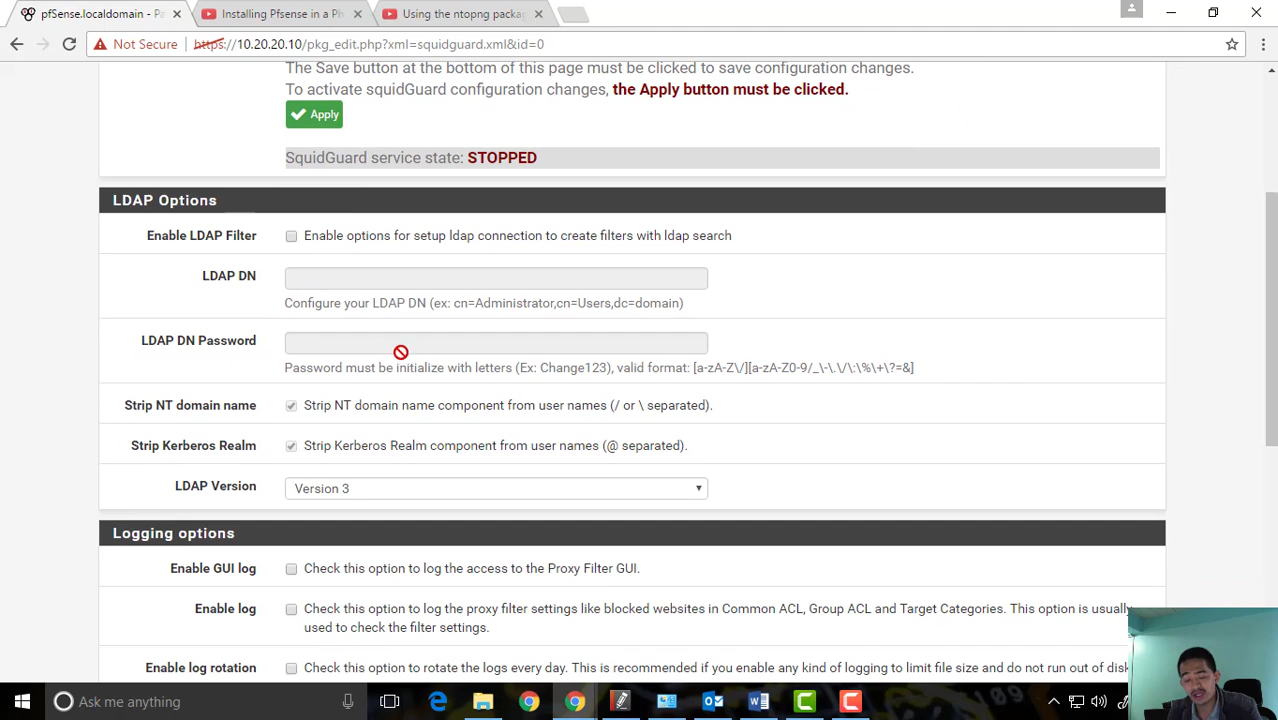 pfSense.localdomain - Pa
Installing Pfsense in a Ph
Using the ntopng packag
Not Secure
https://10.20.20.10/pkg_edit.php?xml=squidguard.xml&id=0
The Save button at the bottom of this page must be clicked to save configuration changes.
To activate squidGuard configuration changes, the Apply button must be clicked.
Apply
SquidGuard service state: STOPPED
LDAP Options
Enable LDAP Filter
Enable options for setup ldap connection to create filters with ldap search
LDAP DN
Configure your LDAP DN (ex: cn=Administrator,cn=Users,dc=domain)
LDAP DN Password
Password must be initialize with letters (Ex: Change123), valid format: [a-zA-Z\/][a-zA-Z0-9/_\-\.\/\:\%\+\?=&]
Strip NT domain name
Strip NT domain name component from user names (/ or \ separated).
Strip Kerberos Realm
Strip Kerberos Realm component from user names (@ separated).
LDAP Version
Version 3
Logging options
Enable GUI log
Check this option to log the access to the Proxy Filter GUI.
Enable log
Check this option to log the proxy filter settings like blocked websites in Common ACL, Group ACL and Target Categories. This option is usually
used to check the filter settings.
Enable log rotation
Check this option to rotate the logs every day. This is recommended if you enable any kind of logging to limit file size and do not run out of disk
Ask me anything